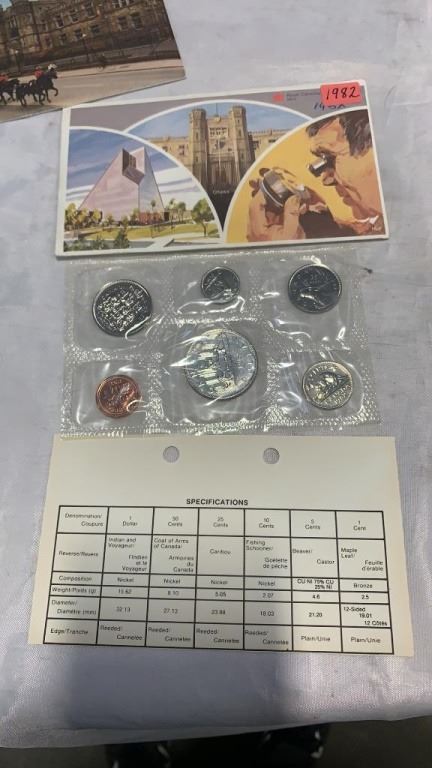 Royal Canadian
Mint
1982
Ottawa
SPECIFICATIONS
Denomination/ Coupure 1 Dollar 50 Cents 25 Cents 10 Cents 5 Cents 1 Cent
Reverse/Revers Indian and Voyageur/ l'Indien et le Voyageur Coat of Arms of Canada/ Armoiries du Canada Caribou Fishing Schooner/ Goélette de pêche Beaver/ Castor Maple Leaf/ Feuille d'érable
Composition Nickel Nickel Nickel Nickel CU NI 75% CU 25% NI Bronze
Weight/Poids (g) 15.62 8.10 5.05 2.07 4.6 2.5
Diameter/ Diamètre (mm) 32.13 27.13 23.88 18.03 21.20 12-Sided 19.01 12 Côtés
Edge/Tranche Reeded/ Cannelée Reeded/ Cannelée Reeded/ Cannelée Reeded/ Cannelée Plain/Unie Plain/Unie